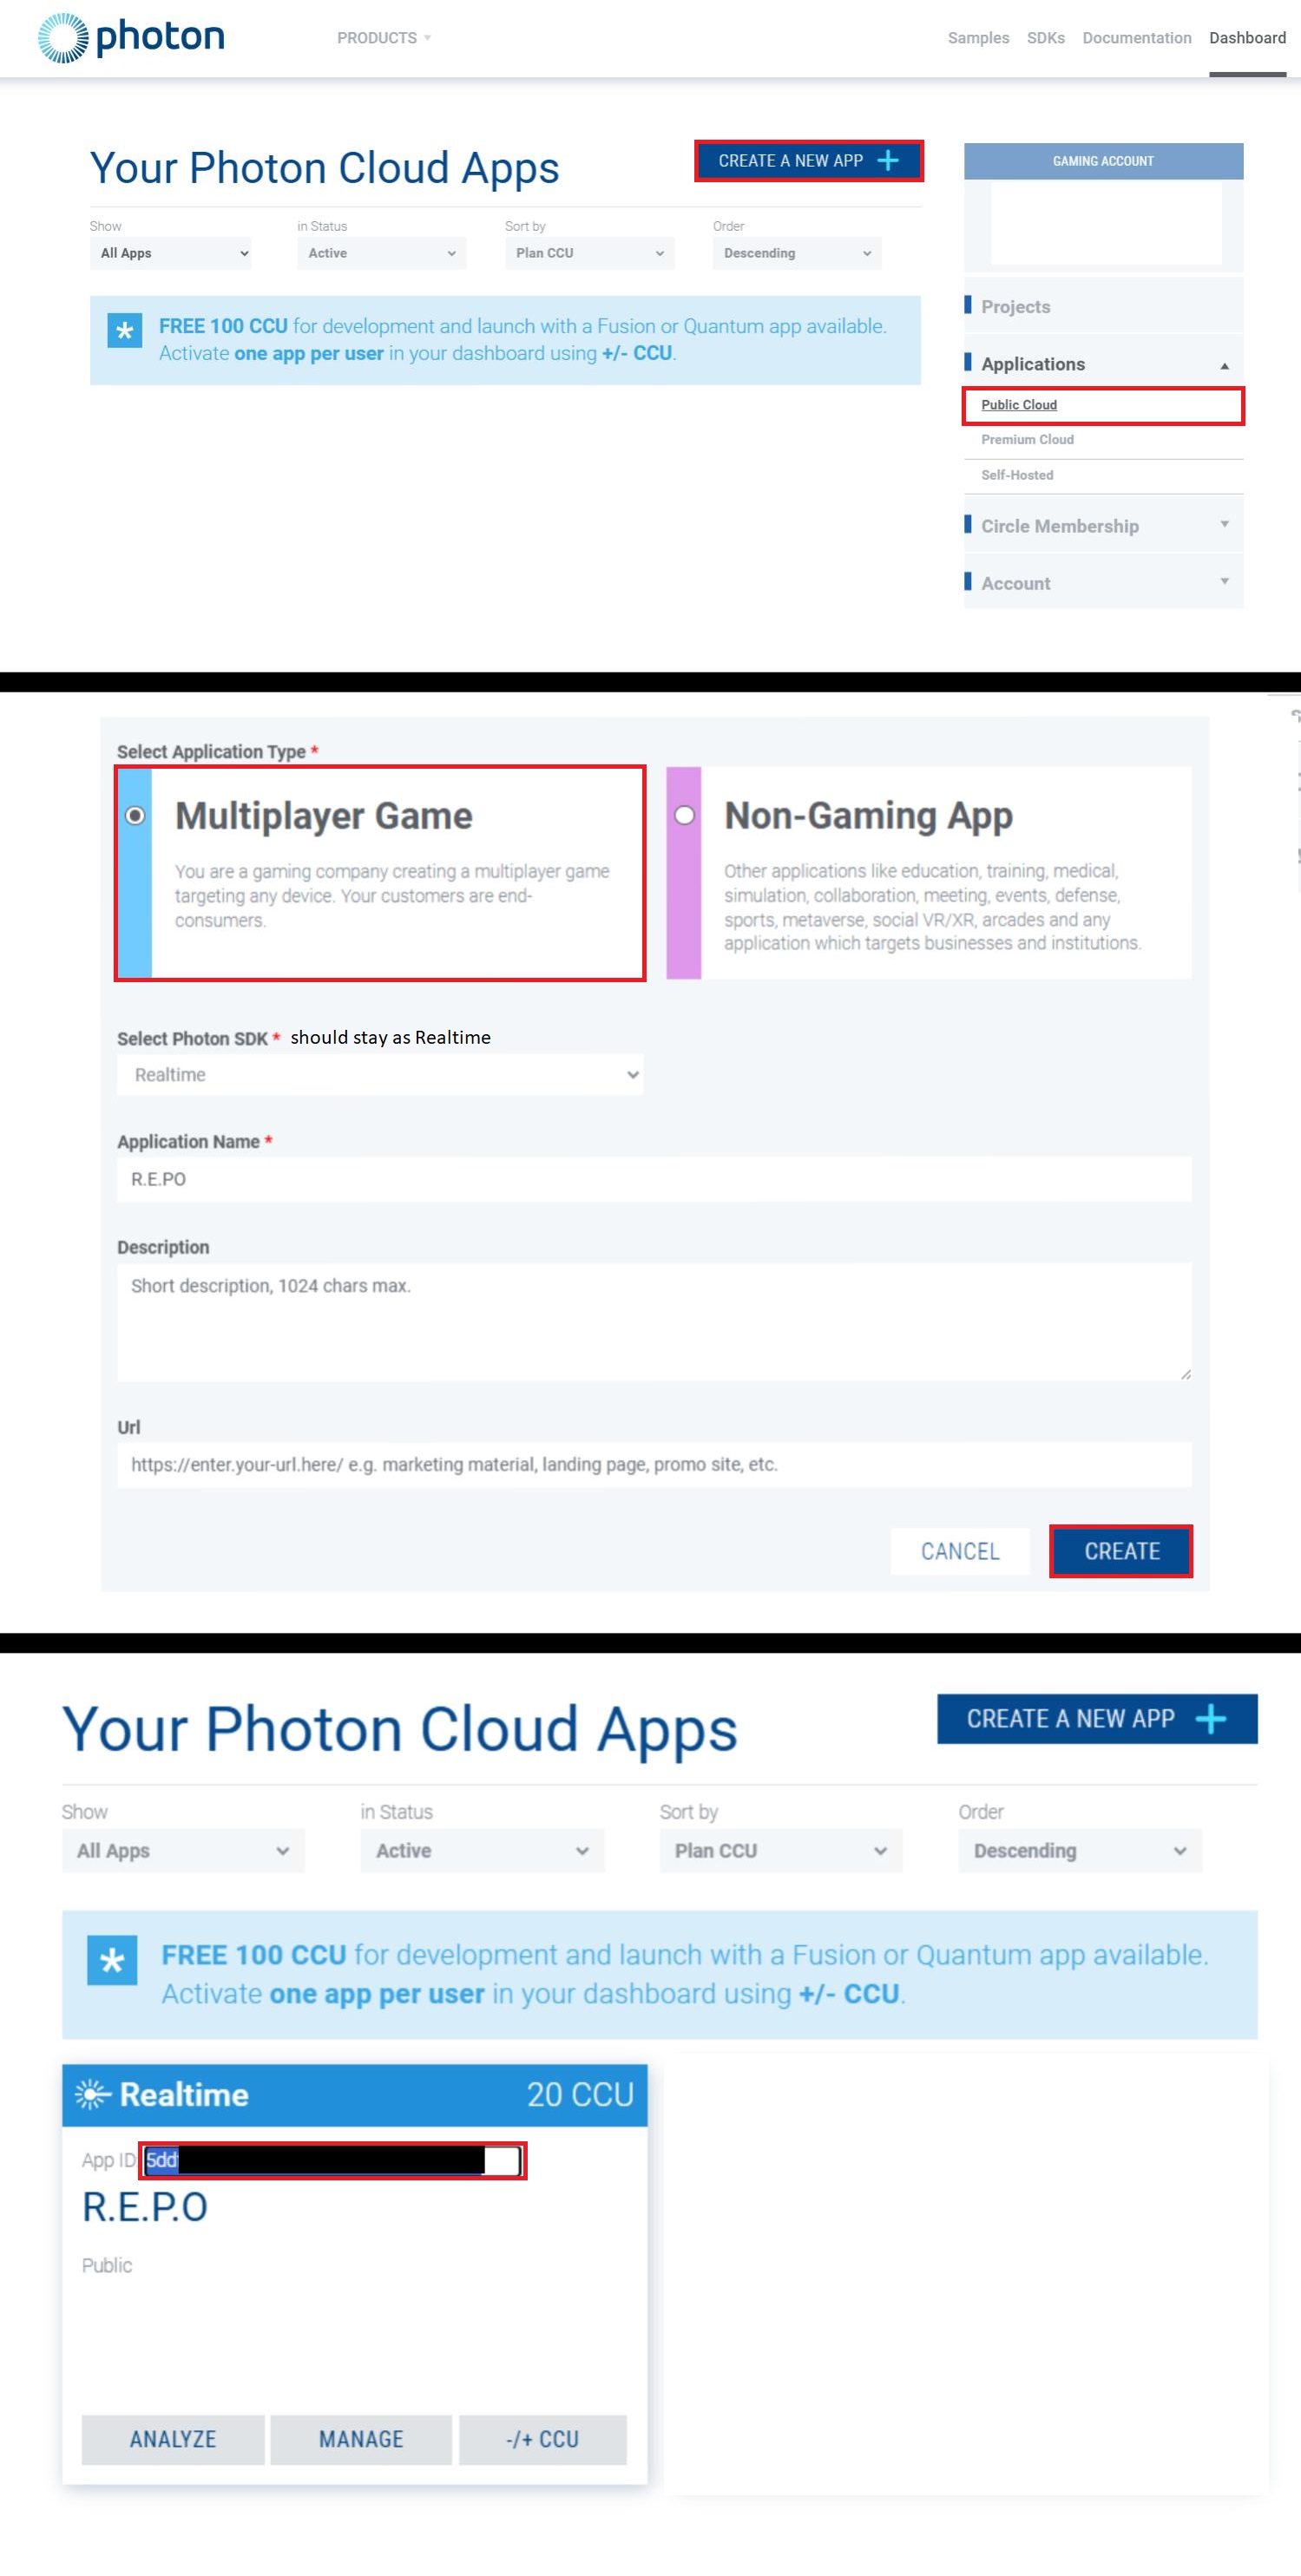 photon
PRODUCTS
Samples SDKs Documentation Dashboard
Your Photon Cloud Apps
CREATE A NEW APP +
GAMING ACCOUNT
Show in Status Sort by Order
All Apps Active Plan CCU Descending
* FREE 100 CCU for development and launch with a Fusion or Quantum app available.
Activate one app per user in your dashboard using +/- CCU.
Projects
Applications
Public Cloud
Premium Cloud
Self-Hosted
Circle Membership
Account
Select Application Type *
Multiplayer Game
You are a gaming company creating a multiplayer game
targeting any device. Your customers are end-
consumers.
Non-Gaming App
Other applications like education, training, medical,
simulation, collaboration, meeting, events, defense,
sports, metaverse, social VR/XR, arcades and any
application which targets businesses and institutions.
Select Photon SDK * should stay as Realtime
Realtime
Application Name *
R.E.PO
Description
Short description, 1024 chars max.
Url
https://enter.your-url.here/ e.g. marketing material, landing page, promo site, etc.
CANCEL CREATE
Your Photon Cloud Apps
CREATE A NEW APP +
Show in Status Sort by Order
All Apps Active Plan CCU Descending
* FREE 100 CCU for development and launch with a Fusion or Quantum app available.
Activate one app per user in your dashboard using +/- CCU.
Realtime 20 CCU
App ID: 5dd
R.E.P.O
Public
ANALYZE MANAGE -/+ CCU